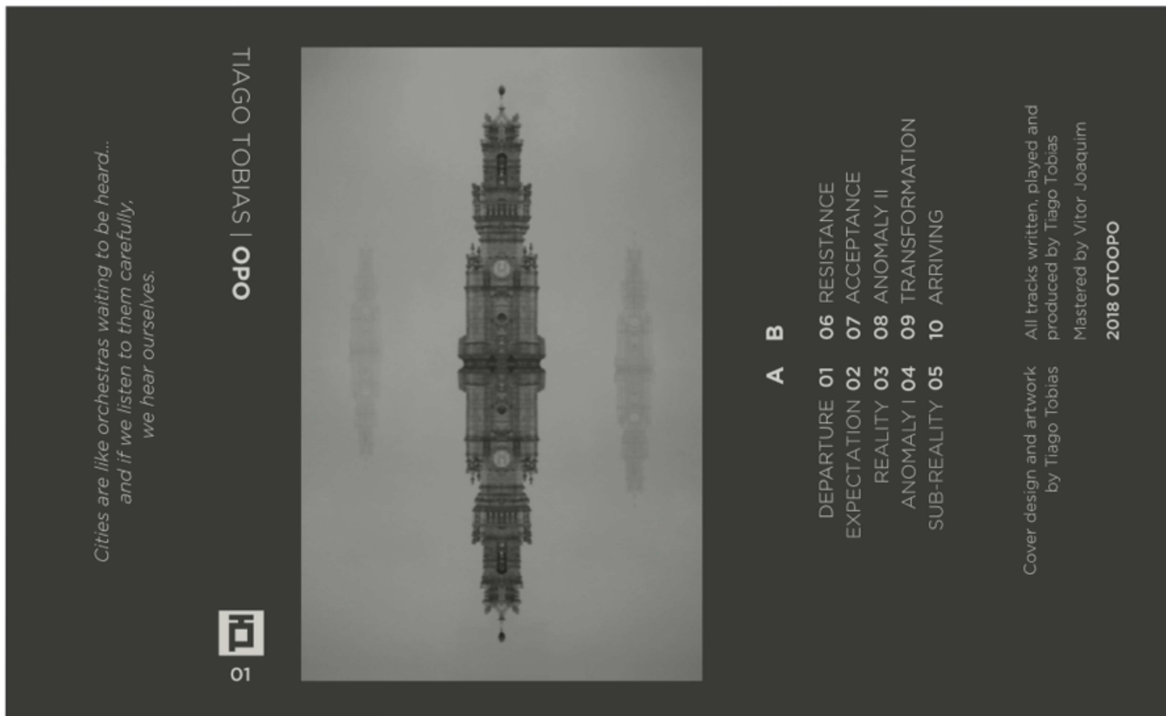 Cities are like orchestras waiting to be heard...
and if we listen to them carefully,
we hear ourselves.
TIAGO TOBIAS | OPO
01
A
DEPARTURE 01
EXPECTATION 02
REALITY 03
ANOMALY I 04
SUB-REALITY 05
B
06 RESISTANCE
07 ACCEPTANCE
08 ANOMALY II
09 TRANSFORMATION
10 ARRIVING
Cover design and artwork
by Tiago Tobias
All tracks written, played and
produced by Tiago Tobias
Mastered by Vitor Joaquim
2018 OTOOPO